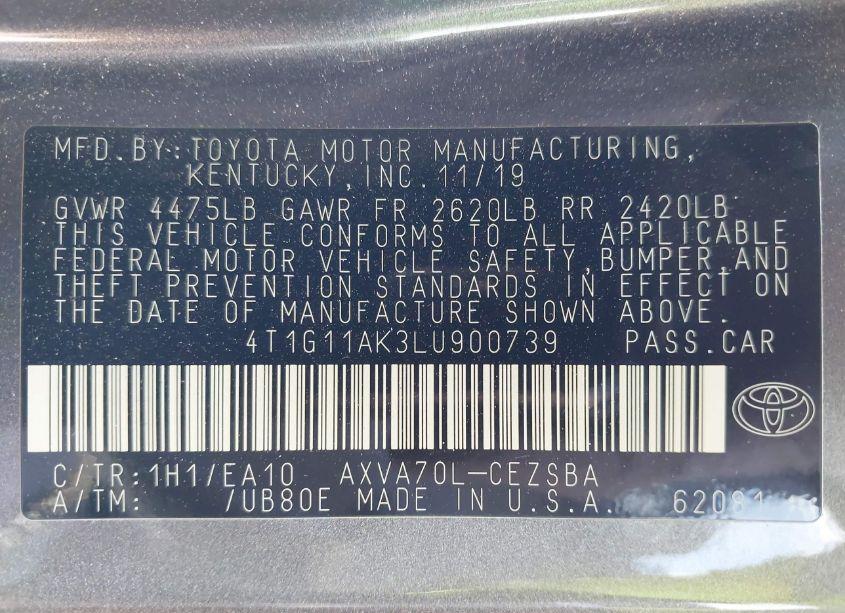 MFD.BY:TOYOTA MOTOR MANUFACTURING,
KENTUCKY,INC.11/19
GVWR 4475LB GAWR FR 2620LB RR 2420LB
THIS VEHICLE CONFORMS TO ALL APPLICABLE
FEDERAL MOTOR VEHICLE SAFETY,BUMPER,AND
THEFT PREVENTION STANDARDS IN EFFECT ON
THE DATE OF MANUFACTURE SHOWN ABOVE.
4T1G11AK3LU900739 PASS.CAR
C/TR:1H1/EA10 AXVA70L-CEZSBA
A/TM: /UB80E MADE IN U.S.A. 62081